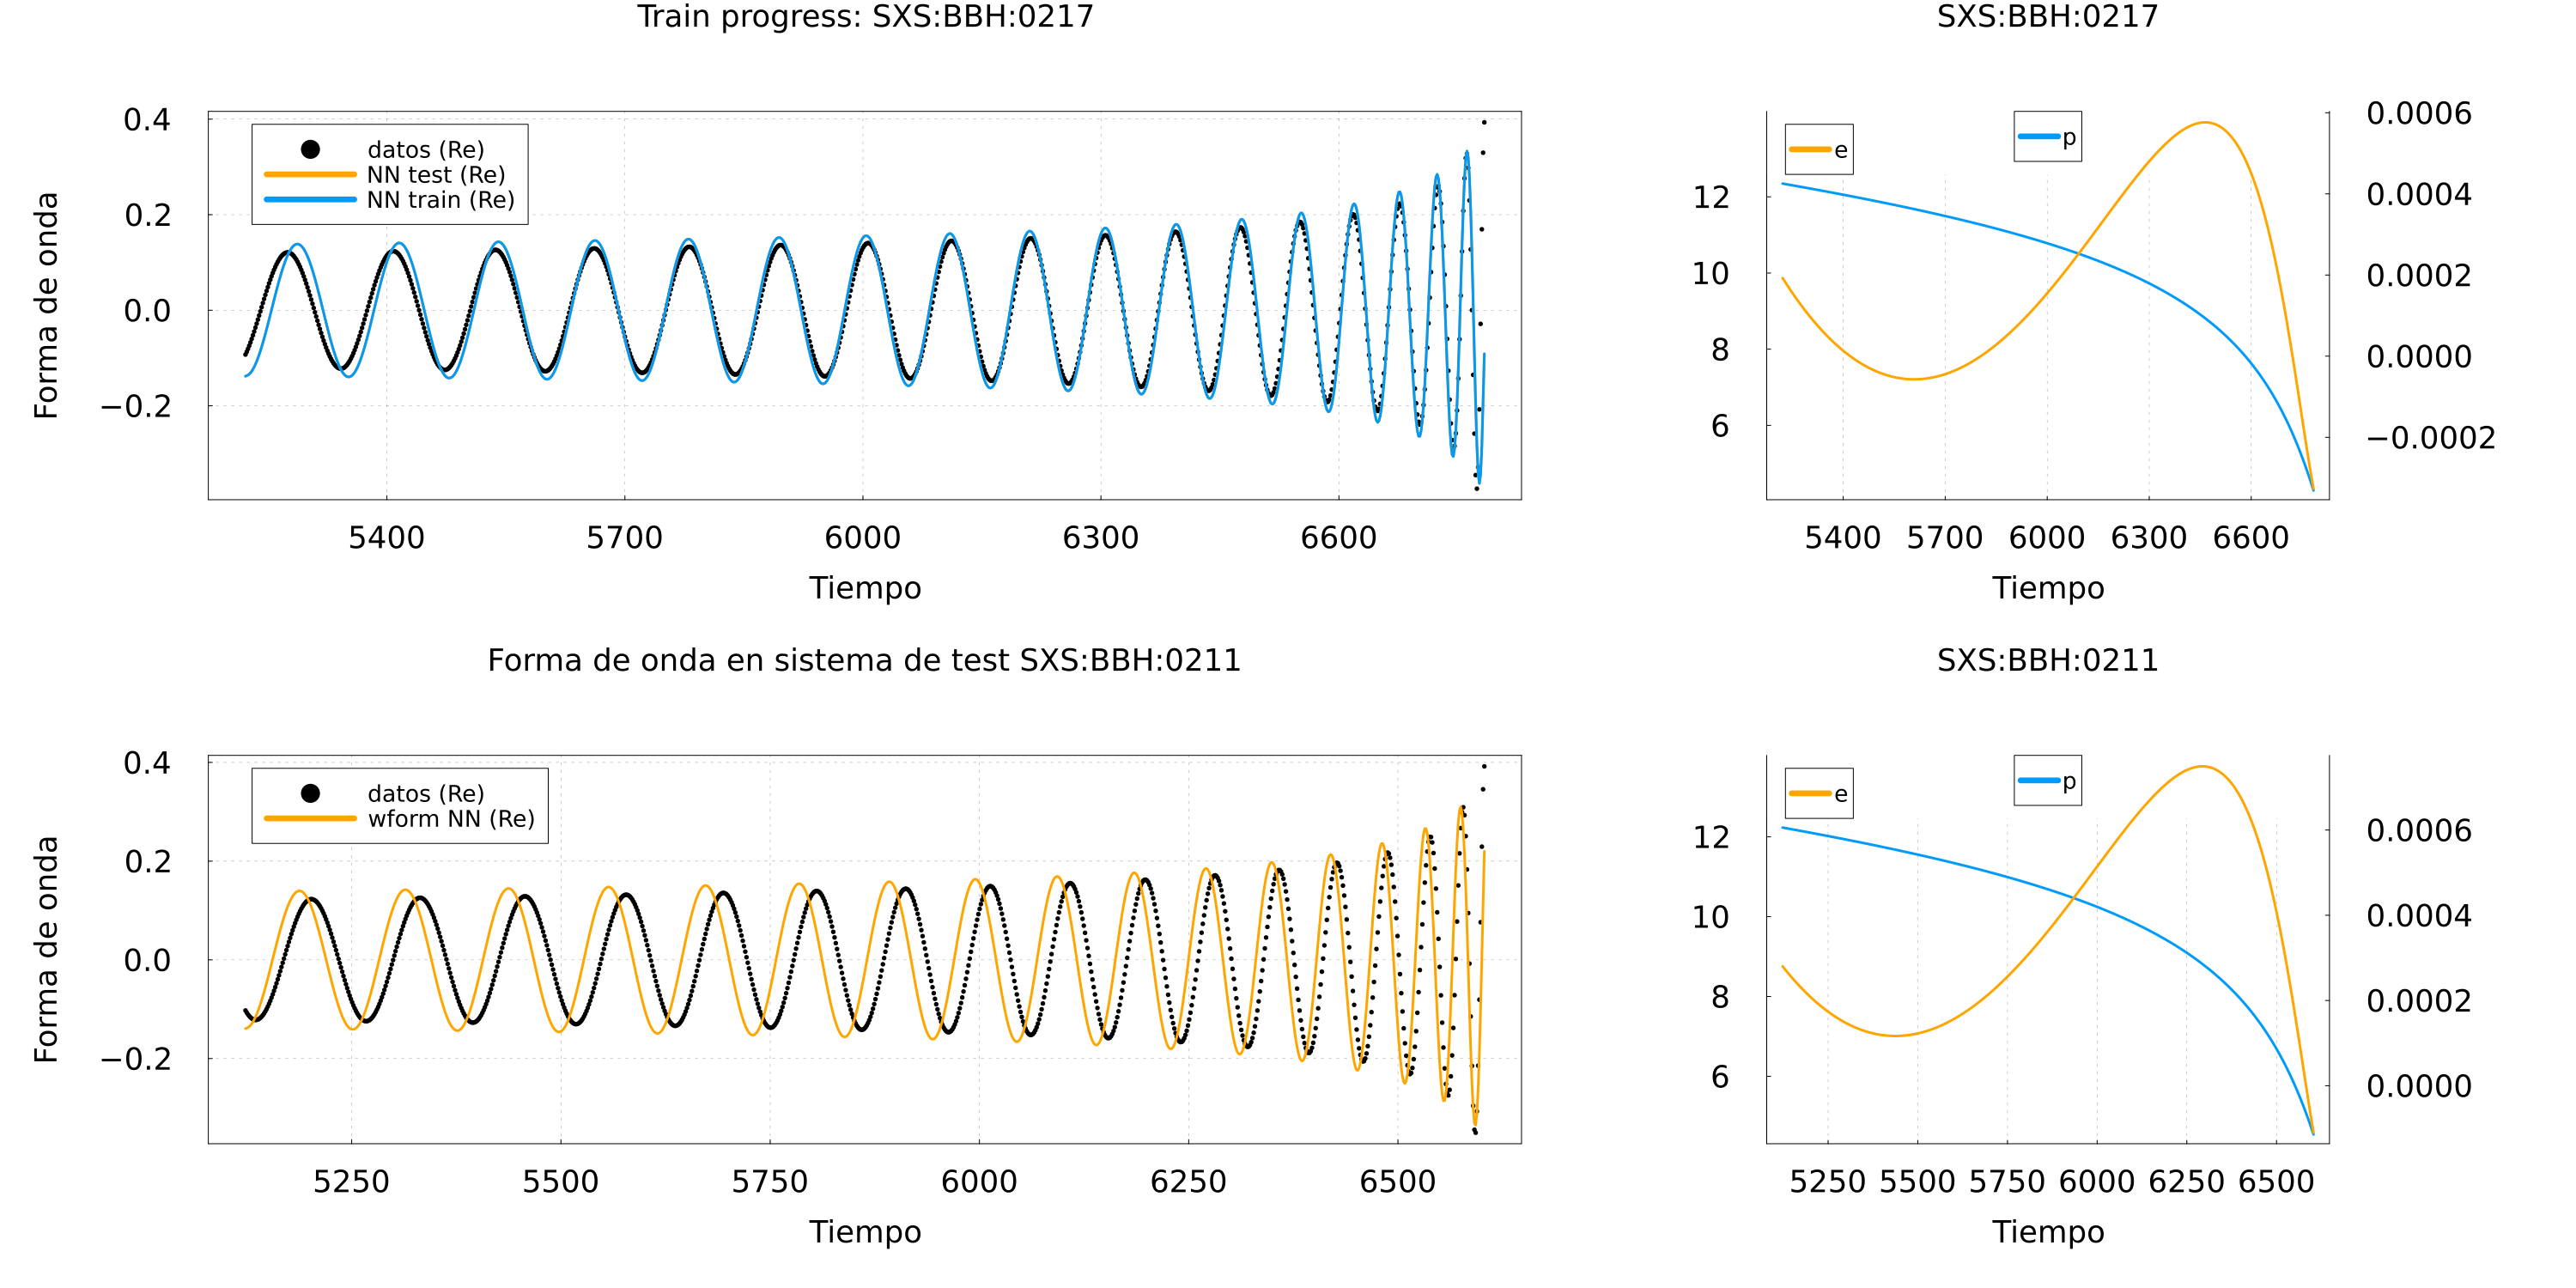 Train progress: SXS:BBH:0217
0.4
0.2
0.0
−0.2
Forma de onda
datos (Re)
NN test (Re)
NN train (Re)
5400 5700 6000 6300 6600
Tiempo
SXS:BBH:0217
12
10
8
6
e
p
0.0006
0.0004
0.0002
0.0000
−0.0002
5400 5700 6000 6300 6600
Tiempo
Forma de onda en sistema de test SXS:BBH:0211
0.4
0.2
0.0
−0.2
Forma de onda
datos (Re)
wform NN (Re)
5250 5500 5750 6000 6250 6500
Tiempo
SXS:BBH:0211
12
10
8
6
e
p
0.0006
0.0004
0.0002
0.0000
5250 5500 5750 6000 6250 6500
Tiempo